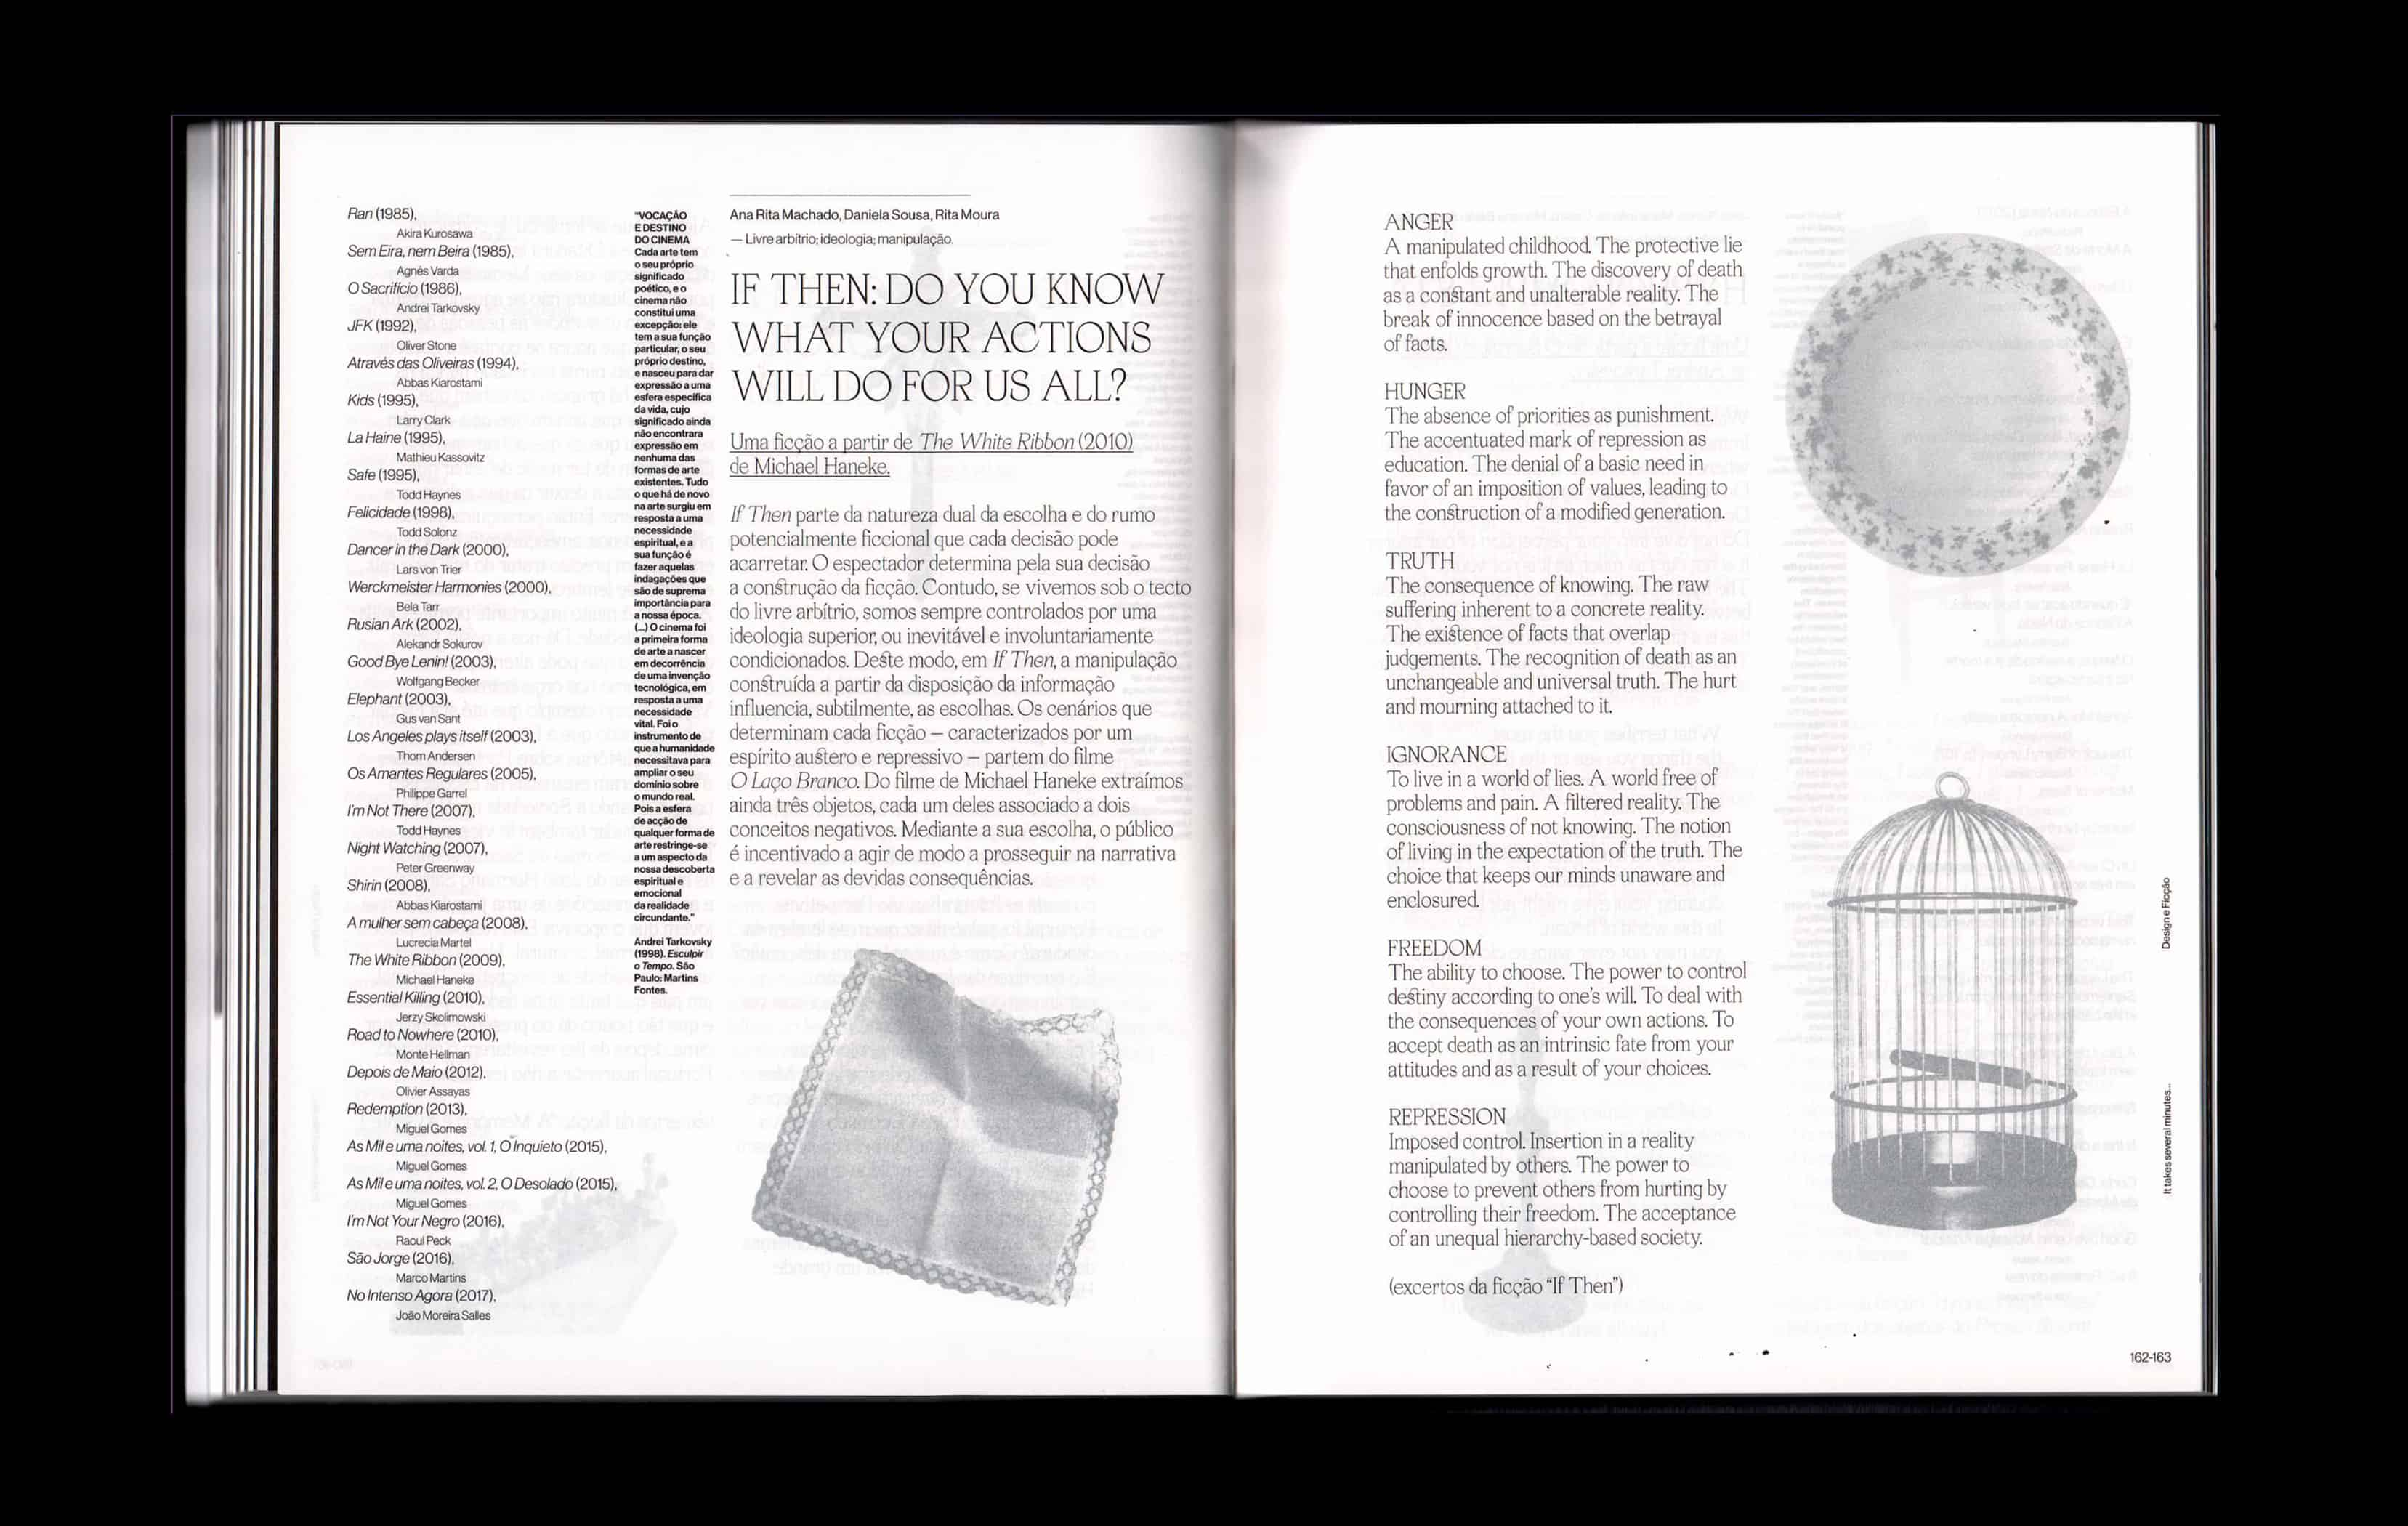 Ran (1985),
Akira Kurosawa
Sem Eira, nem Beira (1985),
Agnés Varda
O Sacrifício (1986),
Andrei Tarkovsky
JFK (1992),
Oliver Stone
Através das Oliveiras (1994),
Abbas Kiarostami
Kids (1995),
Larry Clark
La Haine (1995),
Mathieu Kassovitz
Safe (1995),
Todd Haynes
Felicidade (1998),
Todd Solonz
Dancer in the Dark (2000),
Lars von Trier
Werckmeister Harmonies (2000),
Bela Tarr
Rusian Ark (2002),
Alekandr Sokurov
Good Bye Lenin! (2003),
Wolfgang Becker
Elephant (2003),
Gus van Sant
Los Angeles plays itself (2003),
Thom Andersen
Os Amantes Regulares (2005),
Philippe Garrel
I'm Not There (2007),
Todd Haynes
Night Watching (2007),
Peter Greenway
Shirin (2008),
Abbas Kiarostami
A mulher sem cabeça (2008),
Lucrecia Martel
The White Ribbon (2009),
Michael Haneke
Essential Killing (2010),
Jerzy Skolimowski
Road to Nowhere (2010),
Monte Hellman
Depois de Maio (2012),
Olivier Assayas
Redemption (2013),
Miguel Gomes
As Mil e uma noites, vol. 1, O Inquieto (2015),
Miguel Gomes
As Mil e uma noites, vol. 2, O Desolado (2015),
Miguel Gomes
I'm Not Your Negro (2016),
Raoul Peck
São Jorge (2016),
Marco Martins
No Intenso Agora (2017),
João Moreira Salles
"VOCAÇÃO
E DESTINO
DO CINEMA
Cada arte tem
o seu próprio
significado
poético, e o
cinema não
constitui uma
excepção: ele
tem a sua função
particular, o seu
próprio destino,
e nasceu para dar
expressão a uma
esfera específica
da vida, cujo
significado ainda
não encontrara
expressão em
nenhuma das
formas de arte
existentes. Tudo
o que há de novo
na arte surgiu em
resposta a uma
necessidade
espiritual, e a
sua função é
fazer aquelas
indagações que
são de suprema
importância para
a nossa época.
(...) O cinema foi
a primeira forma
de arte a nascer
em decorrência
de uma invenção
tecnológica, em
resposta a uma
necessidade
vital. Foi o
instrumento de
que a humanidade
necessitava para
ampliar o seu
domínio sobre
o mundo real.
Pois a esfera
de acção de
qualquer forma de
arte restringe-se
a um aspecto da
nossa descoberta
espiritual e
emocional
da realidade
circundante."
Andrei Tarkovsky
(1998). Esculpir
o Tempo. São
Paulo: Martins
Fontes.
Ana Rita Machado, Daniela Sousa, Rita Moura
— Livre arbítrio; ideologia; manipulação.
IF THEN: DO YOU KNOW
WHAT YOUR ACTIONS
WILL DO FOR US ALL?
Uma ficção a partir de The White Ribbon (2010)
de Michael Haneke.
If Then parte da natureza dual da escolha e do rumo
potencialmente ficcional que cada decisão pode
acarretar. O espectador determina pela sua decisão
a construção da ficção. Contudo, se vivemos sob o tecto
do livre arbítrio, somos sempre controlados por uma
ideologia superior, ou inevitável e involuntariamente
condicionados. Deste modo, em If Then, a manipulação
construída a partir da disposição da informação
influencia, subtilmente, as escolhas. Os cenários que
determinam cada ficção – caracterizados por um
espírito austero e repressivo – partem do filme
O Laço Branco. Do filme de Michael Haneke extraímos
ainda três objetos, cada um deles associado a dois
conceitos negativos. Mediante a sua escolha, o público
é incentivado a agir de modo a prosseguir na narrativa
e a revelar as devidas consequências.
ANGER
A manipulated childhood. The protective lie
that enfolds growth. The discovery of death
as a constant and unalterable reality. The
break of innocence based on the betrayal
of facts.
HUNGER
The absence of priorities as punishment.
The accentuated mark of repression as
education. The denial of a basic need in
favor of an imposition of values, leading to
the construction of a modified generation.
TRUTH
The consequence of knowing. The raw
suffering inherent to a concrete reality.
The existence of facts that overlap
judgements. The recognition of death as an
unchangeable and universal truth. The hurt
and mourning attached to it.
IGNORANCE
To live in a world of lies. A world free of
problems and pain. A filtered reality. The
consciousness of not knowing. The notion
of living in the expectation of the truth. The
choice that keeps our minds unaware and
enclosed.
FREEDOM
The ability to choose. The power to control
destiny according to one's will. To deal with
the consequences of your own actions. To
accept death as an intrinsic fate from your
attitudes and as a result of your choices.
REPRESSION
Imposed control. Insertion in a reality
manipulated by others. The power to
choose to prevent others from hurting by
controlling their freedom. The acceptance
of an unequal hierarchy-based society.
(excertos da ficção "If Then")
Design e Ficção
It takes several minutes...
162-163